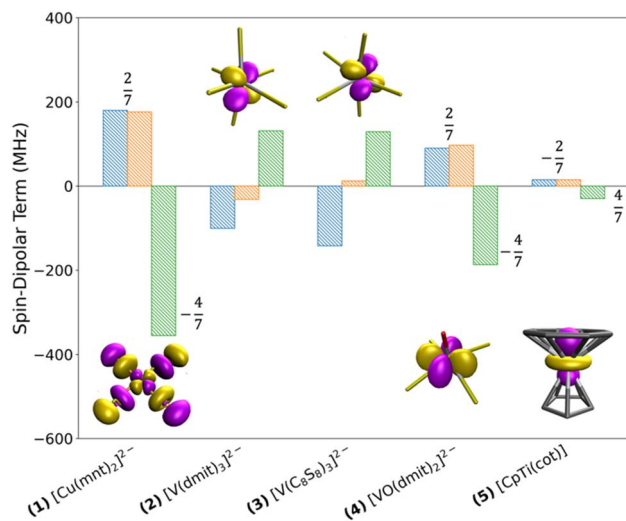 400
200
0
−200
−400
−600
Spin-Dipolar Term (MHz)
2/7
−4/7
2/7
−4/7
−2/7
4/7
(1) [Cu(mnt)₂]²⁻
(2) [V(dmit)₃]²⁻
(3) [V(C₈S₈)₃]²⁻
(4) [VO(dmit)₂]²⁻
(5) [CpTi(cot)]